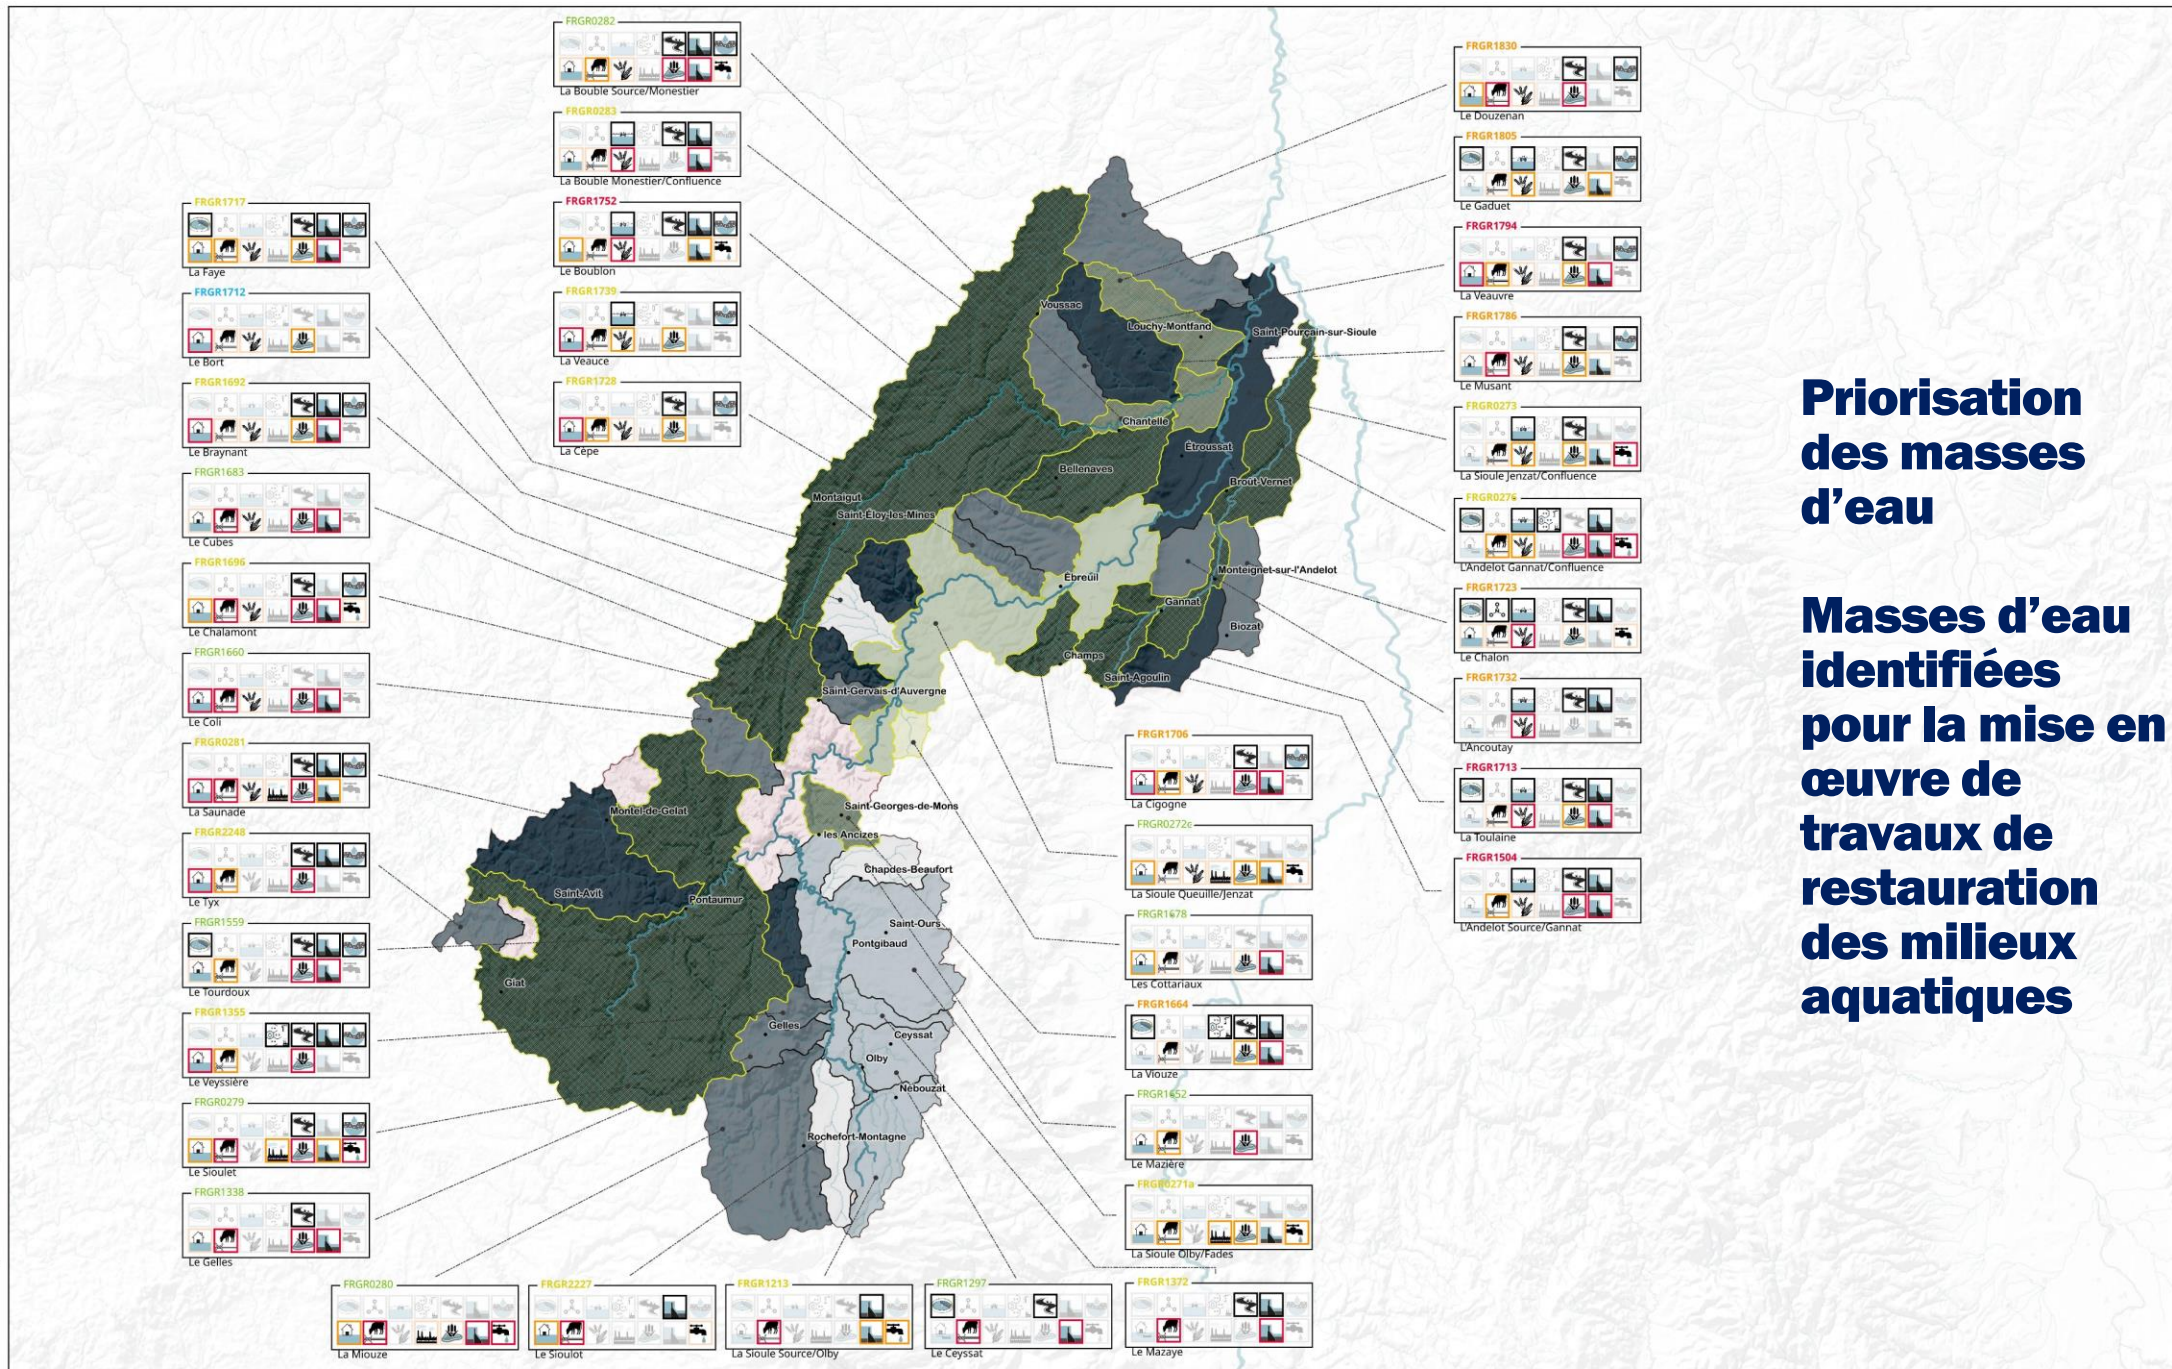 FRGR0282
La Bouble Source/Monestier
FRGR0283
La Bouble Monestier/Confluence
FRGR1752
Le Boublon
FRGR1739
La Veauce
FRGR1728
La Cèpe
FRGR1717
La Faye
FRGR1712
Le Bort
FRGR1692
Le Braynant
FRGR1683
Le Cubes
FRGR1696
Le Chalamont
FRGR1660
Le Coli
FRGR0281
La Saunade
FRGR2248
Le Tyx
FRGR1559
Le Tourdoux
FRGR1355
Le Veyssière
FRGR0279
Le Sioulet
FRGR1338
Le Gelles
FRGR0280
La Miouze
FRGR2227
Le Sioulot
FRGR1213
La Sioule Source/Olby
FRGR1297
Le Ceyssat
FRGR1372
Le Mazaye
Voussac
Louchy-Montfand
Saint-Pourçain-sur-Sioule
Chantelle
Étroussat
Bellenaves
Broût-Vernet
Montaigut
Saint-Éloy-les-Mines
Ébreuil
Monteignet-sur-l'Andelot
Gannat
Biozat
Champs
Saint-Agoulin
Saint-Gervais-d'Auvergne
Montel-de-Gelat
Saint-Georges-de-Mons
les Ancizes
Chapdes-Beaufort
Saint-Avit
Pontaumur
Saint-Ours
Pontgibaud
Giat
Gelles
Ceyssat
Olby
Nébouzat
Rochefort-Montagne
FRGR1706
La Cigogne
FRGR0272c
La Sioule Queuille/Jenzat
FRGR1678
Les Cottariaux
FRGR1664
La Viouze
FRGR1652
Le Mazière
FRGR0271a
La Sioule Olby/Fades
FRGR1830
Le Douzenan
FRGR1805
Le Gaduet
FRGR1794
La Veauvre
FRGR1786
Le Musant
FRGR0273
La Sioule Jenzat/Confluence
FRGR0276
L'Andelot Gannat/Confluence
FRGR1723
Le Chalon
FRGR1732
L'Ancoutay
FRGR1713
La Toulaine
FRGR1504
L'Andelot Source/Gannat
Priorisation
des masses
d'eau
Masses d'eau
identifiées
pour la mise en
œuvre de
travaux de
restauration
des milieux
aquatiques